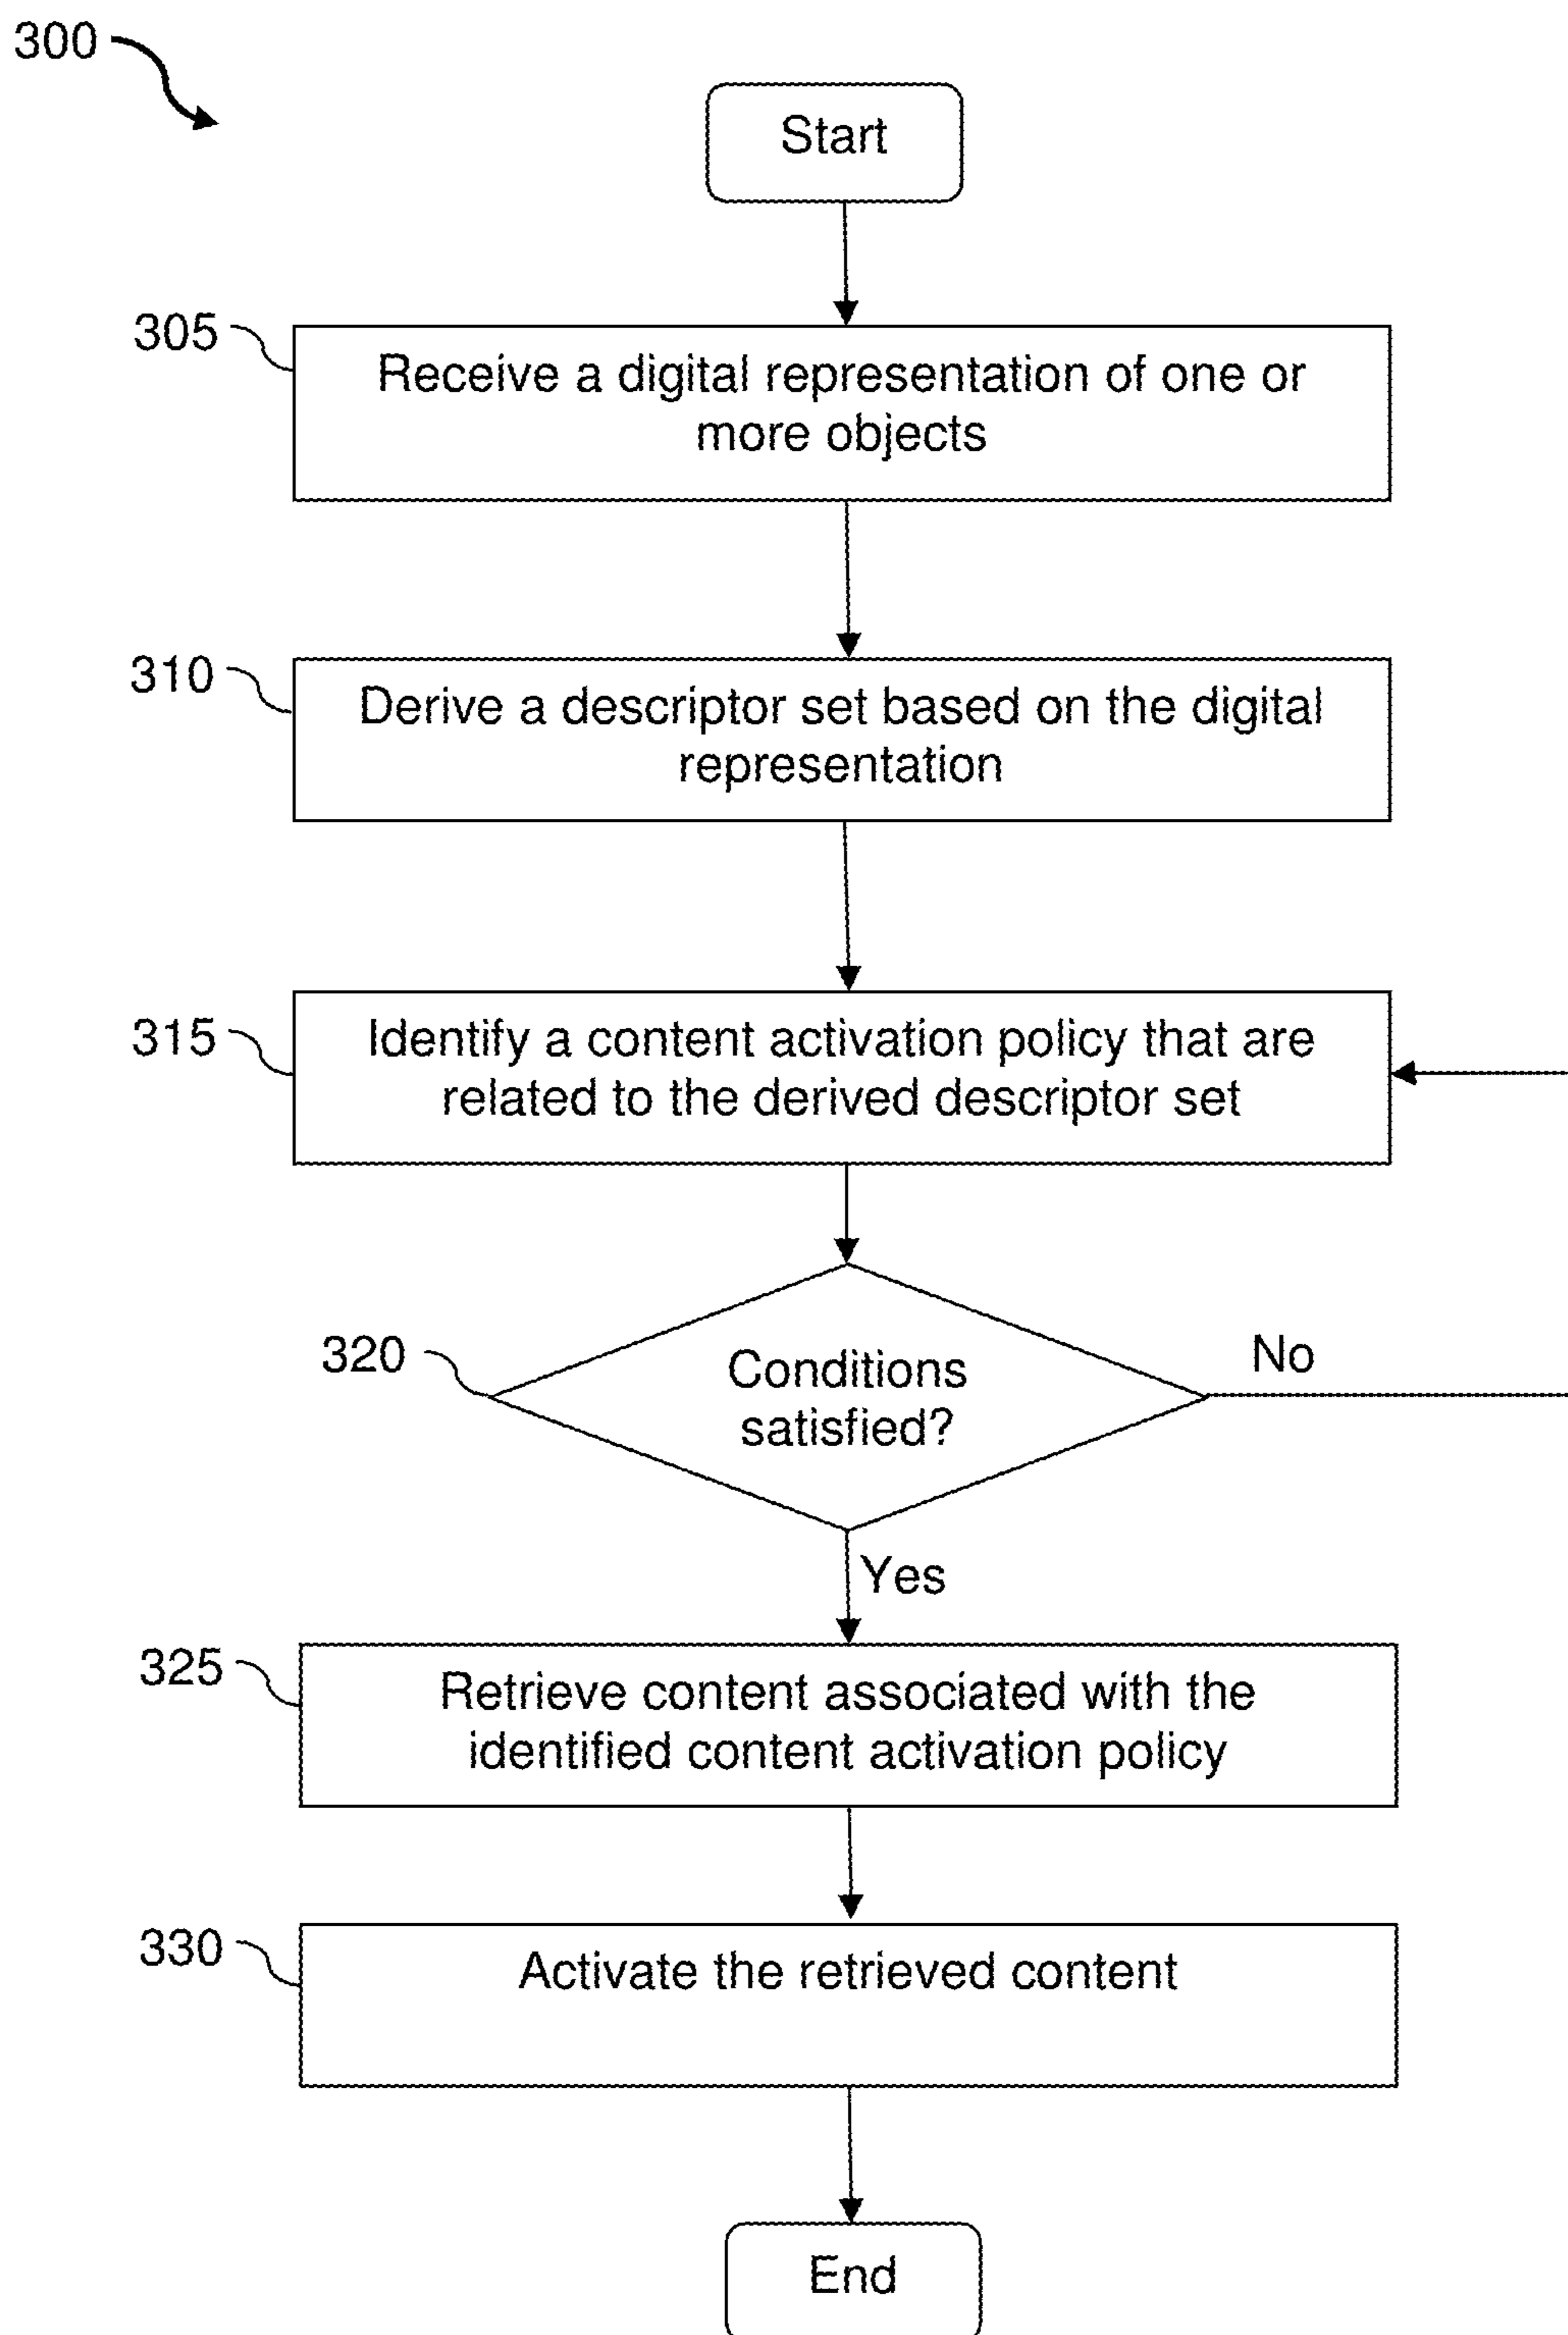 300
Start
305
Receive a digital representation of one or
more objects
310
Derive a descriptor set based on the digital
representation
315
Identify a content activation policy that are
related to the derived descriptor set
320
Conditions
satisfied?
No
Yes
325
Retrieve content associated with the
identified content activation policy
330
Activate the retrieved content
End